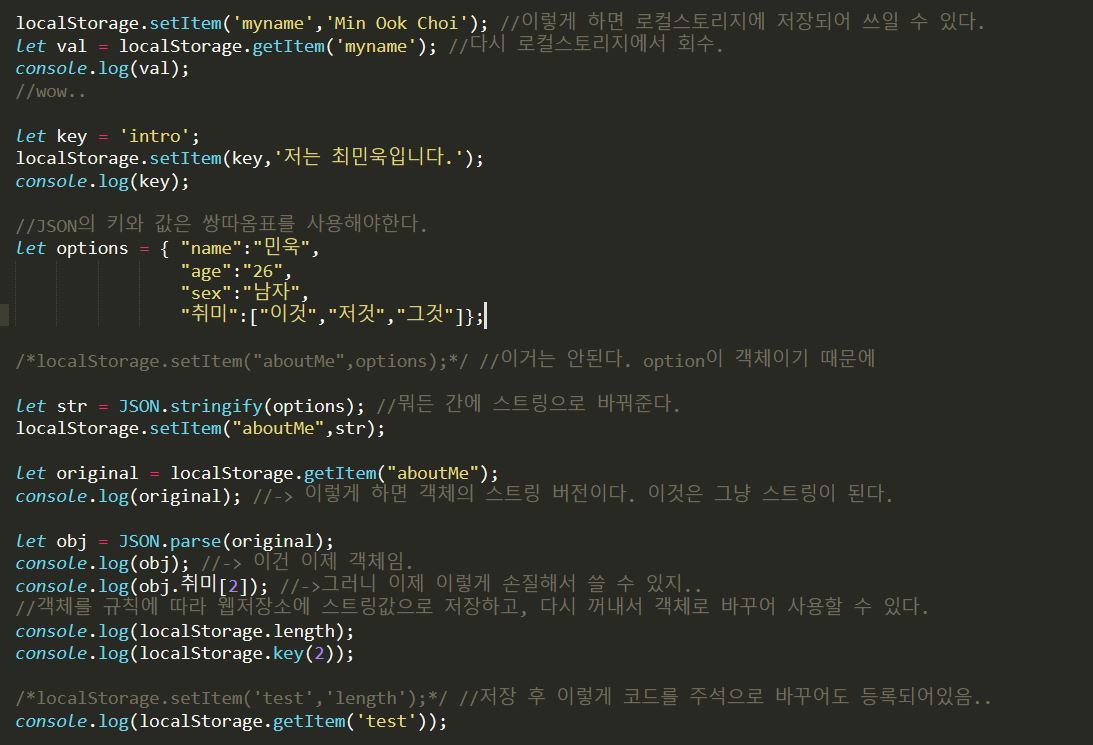 localStorage.setItem('myname','Min Ook Choi'); //이렇게 하면 로컬스토리지에 저장되어 쓰일 수 있다.
let val = localStorage.getItem('myname'); //다시 로컬스토리지에서 회수.
console.log(val);
//wow..
let key = 'intro';
localStorage.setItem(key,'저는 최민욱입니다.');
console.log(key);
//JSON의 키와 값은 쌍따옴표를 사용해야한다.
let options = { "name":"민욱",
"age":"26",
"sex":"남자",
"취미":["이것","저것","그것"]};
/*localStorage.setItem("aboutMe",options);*/ //이거는 안된다. option이 객체이기 때문에
let str = JSON.stringify(options); //뭐든 간에 스트링으로 바꿔준다.
localStorage.setItem("aboutMe",str);
let original = localStorage.getItem("aboutMe");
console.log(original); //-> 이렇게 하면 객체의 스트링 버전이다. 이것은 그냥 스트링이 된다.
let obj = JSON.parse(original);
console.log(obj); //-> 이건 이제 객체임.
console.log(obj.취미[2]); //->그러니 이제 이렇게 손질해서 쓸 수 있지..
//객체를 규칙에 따라 웹저장소에 스트링값으로 저장하고, 다시 꺼내서 객체로 바꾸어 사용할 수 있다.
console.log(localStorage.length);
console.log(localStorage.key(2));
/*localStorage.setItem('test','length');*/ //저장 후 이렇게 코드를 주석으로 바꾸어도 등록되어있음..
console.log(localStorage.getItem('test'));